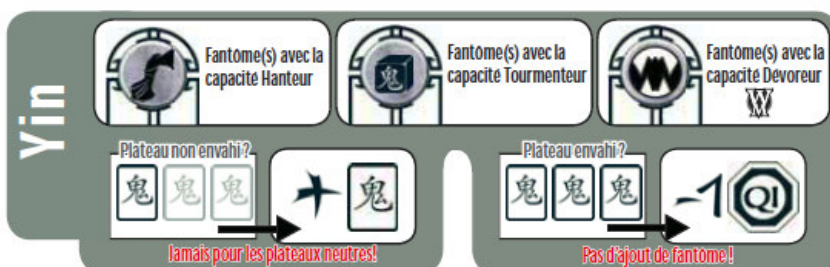 Yin
Fantôme(s) avec la
capacité Hanteur
鬼
Fantôme(s) avec la
capacité Tourmenteur
Fantôme(s) avec la
capacité Dévoreur
Plateau non envahi ?
鬼 鬼 鬼
+ 鬼
Jamais pour les plateaux neutres!
Plateau envahi ?
鬼 鬼 鬼
-1 QI
Pas d'ajout de fantôme !